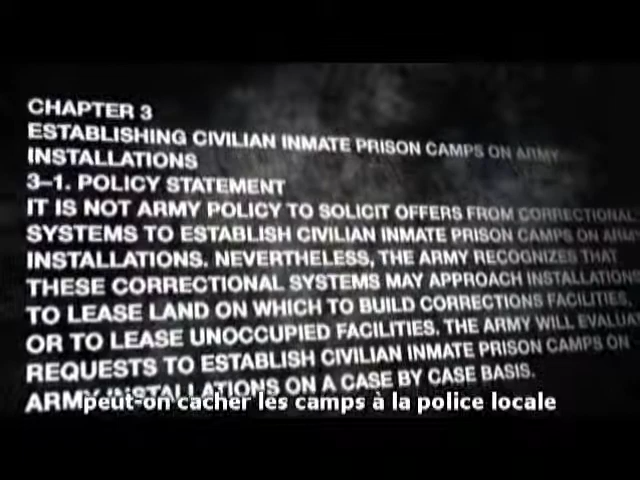 CHAPTER 3
ESTABLISHING CIVILIAN INMATE PRISON CAMPS ON ARMY
INSTALLATIONS
3–1. POLICY STATEMENT
IT IS NOT ARMY POLICY TO SOLICIT OFFERS FROM CORRECTIONAL
SYSTEMS TO ESTABLISH CIVILIAN INMATE PRISON CAMPS ON ARMY
INSTALLATIONS. NEVERTHELESS, THE ARMY RECOGNIZES THAT
THESE CORRECTIONAL SYSTEMS MAY APPROACH INSTALLATION
TO LEASE LAND ON WHICH TO BUILD CORRECTIONS FACILITIES,
OR TO LEASE UNOCCUPIED FACILITIES. THE ARMY WILL EVALUA
REQUESTS TO ESTABLISH CIVILIAN INMATE PRISON CAMPS ON
ARMY INSTALLATIONS ON A CASE BY CASE BASIS.
peut-on cacher les camps à la police locale